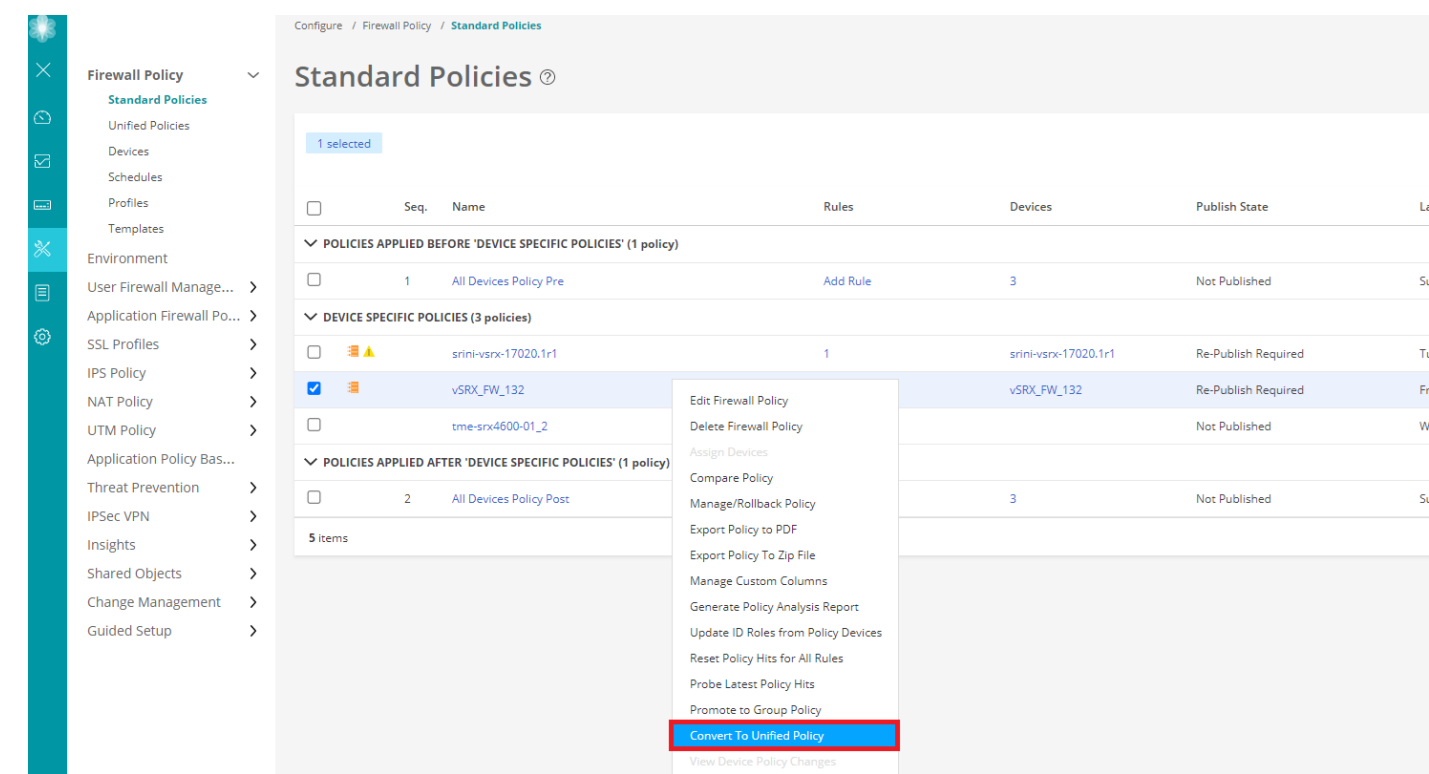 Configure / Firewall Policy / Standard Policies
Firewall Policy
Standard Policies
Unified Policies
Devices
Schedules
Profiles
Templates
Environment
User Firewall Manage...
Application Firewall Po...
SSL Profiles
IPS Policy
NAT Policy
UTM Policy
Application Policy Bas...
Threat Prevention
IPSec VPN
Insights
Shared Objects
Change Management
Guided Setup
Standard Policies ?
1 selected
Seq. Name Rules Devices Publish State La
POLICIES APPLIED BEFORE 'DEVICE SPECIFIC POLICIES' (1 policy)
1 All Devices Policy Pre Add Rule 3 Not Published Su
DEVICE SPECIFIC POLICIES (3 policies)
srini-vsrx-17020.1r1 1 srini-vsrx-17020.1r1 Re-Publish Required Tu
vSRX_FW_132 vSRX_FW_132 Re-Publish Required Fr
tme-srx4600-01_2 Not Published W
POLICIES APPLIED AFTER 'DEVICE SPECIFIC POLICIES' (1 policy)
2 All Devices Policy Post 3 Not Published Su
5 items
Edit Firewall Policy
Delete Firewall Policy
Assign Devices
Compare Policy
Manage/Rollback Policy
Export Policy to PDF
Export Policy To Zip File
Manage Custom Columns
Generate Policy Analysis Report
Update ID Roles from Policy Devices
Reset Policy Hits for All Rules
Probe Latest Policy Hits
Promote to Group Policy
Convert To Unified Policy
View Device Policy Changes